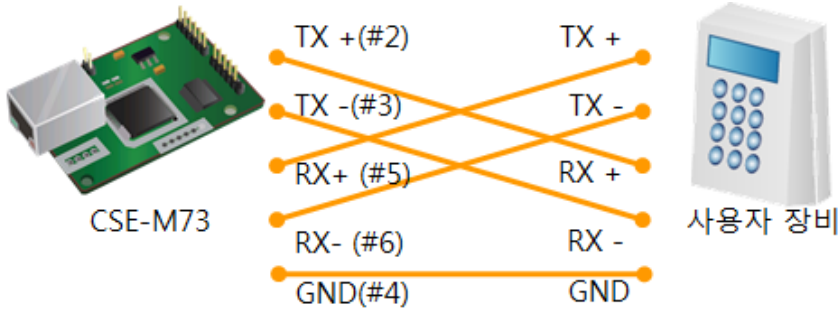 TX +(#2) TX +
TX -(#3) TX -
RX+ (#5) RX +
CSE-M73 사용자 장비
RX- (#6) RX -
GND(#4) GND